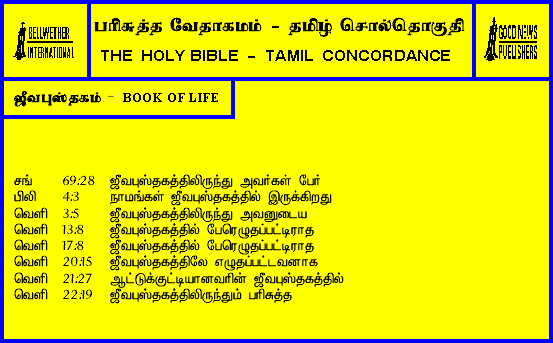 BELLWETHER
INTERNATIONAL
பரிசுத்த வேதாகமம் - தமிழ் சொல்தொகுதி
THE HOLY BIBLE - TAMIL CONCORDANCE
GOOD NEWS
PUBLISHERS
ஜீவபுஸ்தகம் - BOOK OF LIFE
சங் 69:28 ஜீவபுஸ்தகத்திலிருந்து அவர்கள் பேர்
பிலி 4:3 நாமங்கள் ஜீவபுஸ்தகத்தில் இருக்கிறது
வெளி 3:5 ஜீவபுஸ்தகத்திலிருந்து அவனுடைய
வெளி 13:8 ஜீவபுஸ்தகத்தில் பேரெழுதப்பட்டிராத
வெளி 17:8 ஜீவபுஸ்தகத்தில் பேரெழுதப்பட்டிராத
வெளி 20:15 ஜீவபுஸ்தகத்திலே எழுதப்பட்டவனாக
வெளி 21:27 ஆட்டுக்குட்டியானவரின் ஜீவபுஸ்தகத்தில்
வெளி 22:19 ஜீவபுஸ்தகத்திலிருந்தும் பரிசுத்த